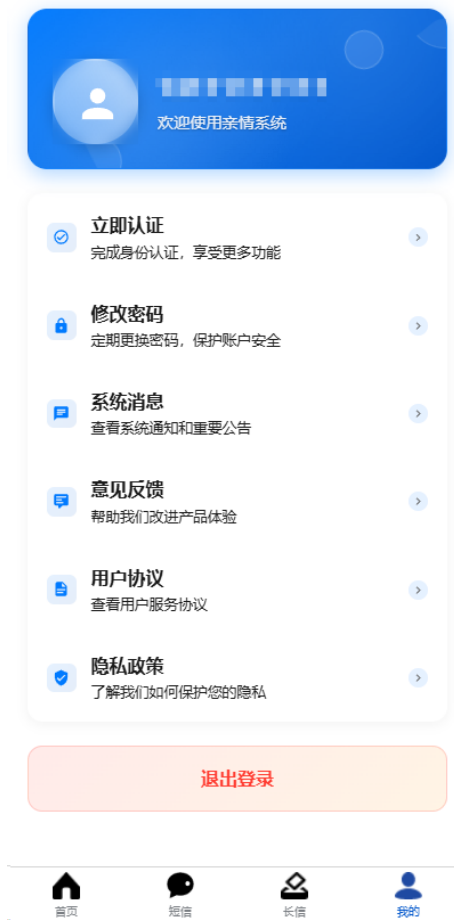 欢迎使用亲情系统
立即认证
完成身份认证，享受更多功能
修改密码
定期更换密码，保护账户安全
系统消息
查看系统通知和重要公告
意见反馈
帮助我们改进产品体验
用户协议
查看用户服务协议
隐私政策
了解我们如何保护您的隐私
退出登录
首页
短信
长信
我的